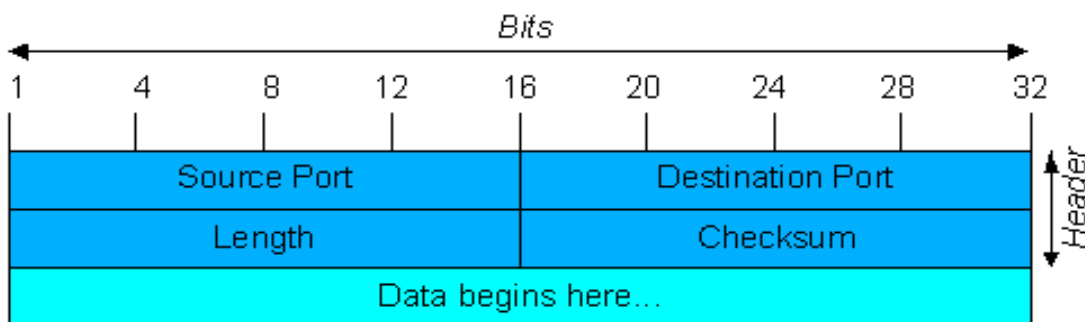 Bits
1 4 8 12 16 20 24 28 32
Source Port Destination Port
Length Checksum
Header
Data begins here...